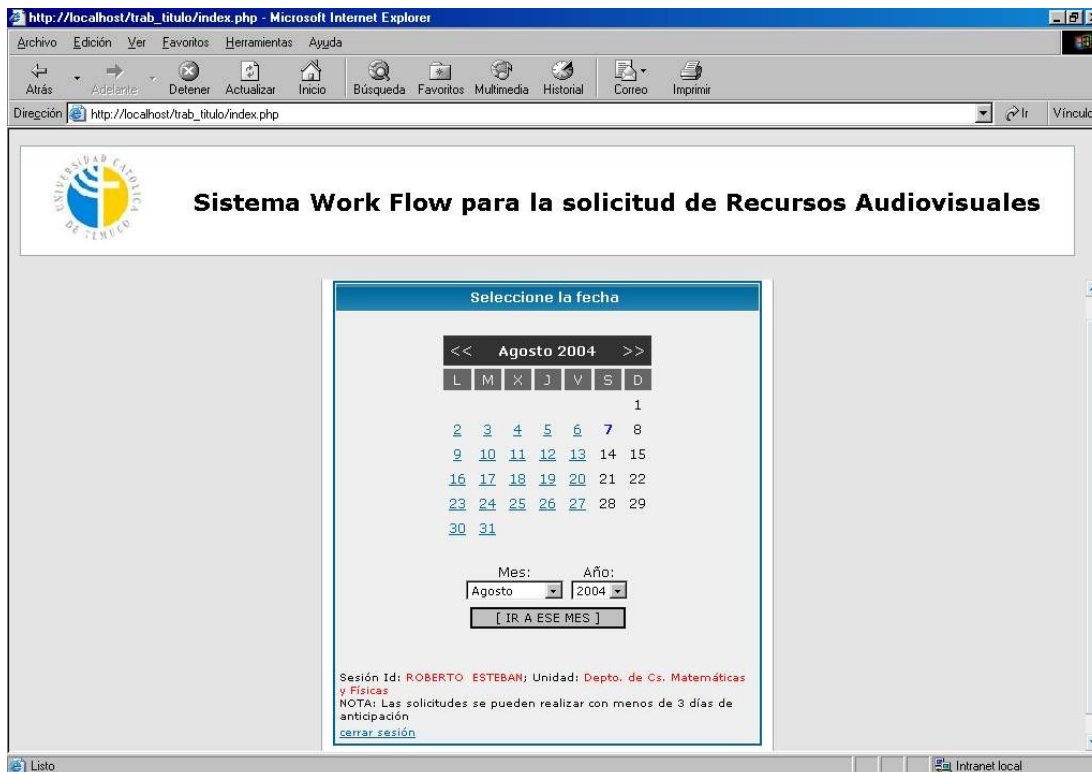 http://localhost/trab_titulo/index.php - Microsoft Internet Explorer
Archivo Edición Ver Favoritos Herramientas Ayuda
Atrás Adelante Detener Actualizar Inicio Búsqueda Favoritos Multimedia Historial Correo Imprimir
Dirección http://localhost/trab_titulo/index.php Ir Vínculo
UNIVERSIDAD CATOLICA
DE TEMUCO
Sistema Work Flow para la solicitud de Recursos Audiovisuales
Seleccione la fecha
<< Agosto 2004 >>
L M X J V S D
1
2 3 4 5 6 7 8
9 10 11 12 13 14 15
16 17 18 19 20 21 22
23 24 25 26 27 28 29
30 31
Mes: Año:
Agosto 2004
[ IR A ESE MES ]
Sesión Id: ROBERTO ESTEBAN; Unidad: Depto. de Cs. Matemáticas
y Físicas
NOTA: Las solicitudes se pueden realizar con menos de 3 días de
anticipación
cerrar sesión
Listo Intranet local